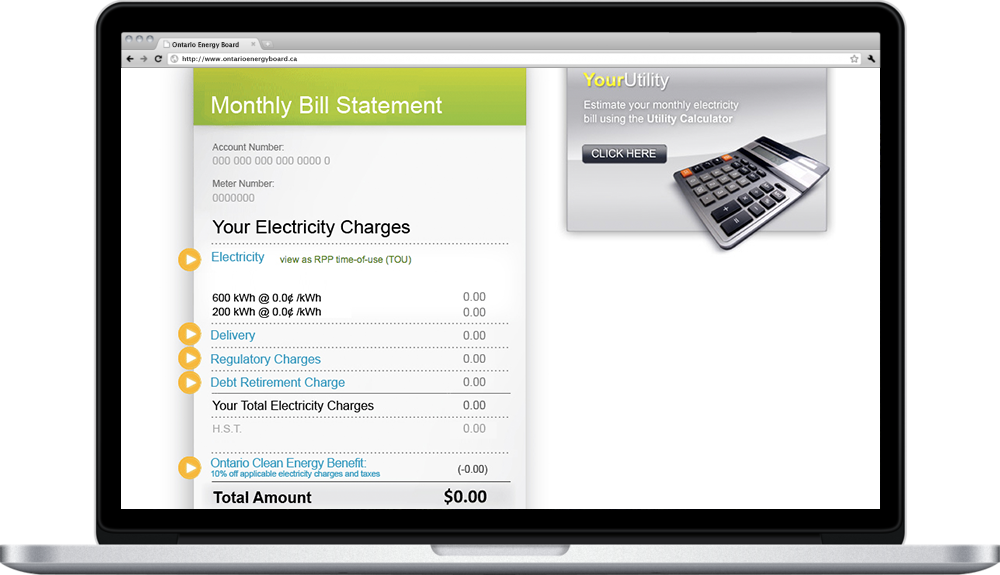 Ontario Energy Board
http://www.ontarioenergyboard.ca
Monthly Bill Statement
Account Number:
000 000 000 000 0000 0
Meter Number:
0000000
Your Electricity Charges
Electricity view as RPP time-of-use (TOU)
600 kWh @ 0.0¢ /kWh 0.00
200 kWh @ 0.0¢ /kWh 0.00
Delivery 0.00
Regulatory Charges 0.00
Debt Retirement Charge 0.00
Your Total Electricity Charges 0.00
H.S.T. 0.00
Ontario Clean Energy Benefit: (-0.00)
10% off applicable electricity charges and taxes
Total Amount $0.00
YourUtility
Estimate your monthly electricity
bill using the Utility Calculator
CLICK HERE